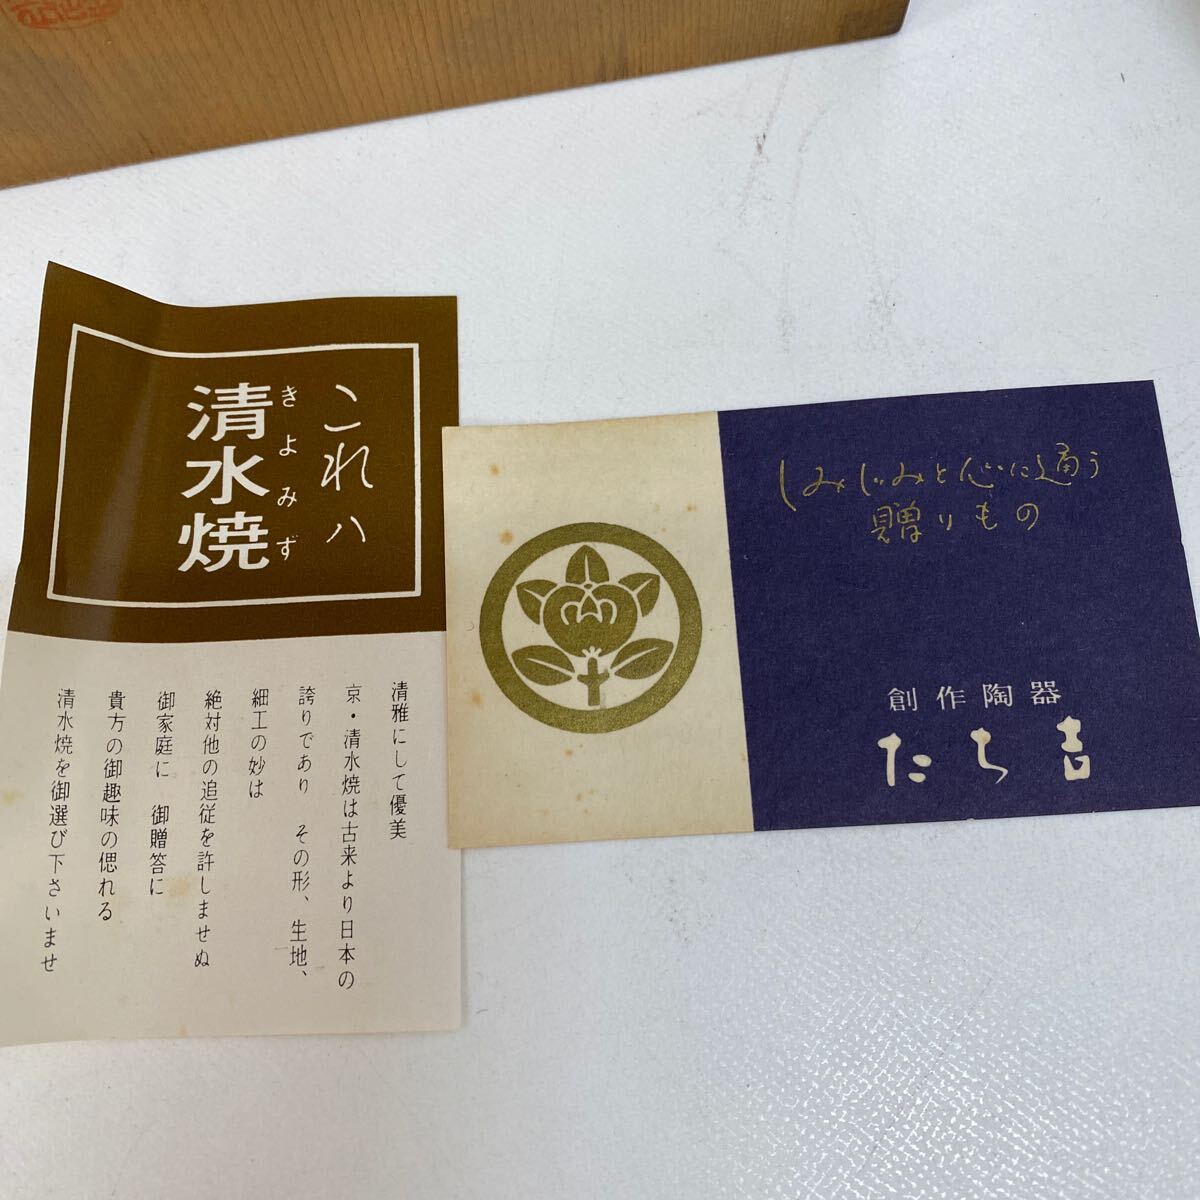 これハ
清水焼
きよみず
清雅にして優美
京・清水焼は古来より日本の
誇りであり　その形、生地、
細工の妙は
絶対他の追従を許しませぬ
御家庭に　御贈答に
貴方の御趣味の偲れる
清水焼を御選び下さいませ
しみじみと心に通う
贈りもの
創作陶器
たち吉